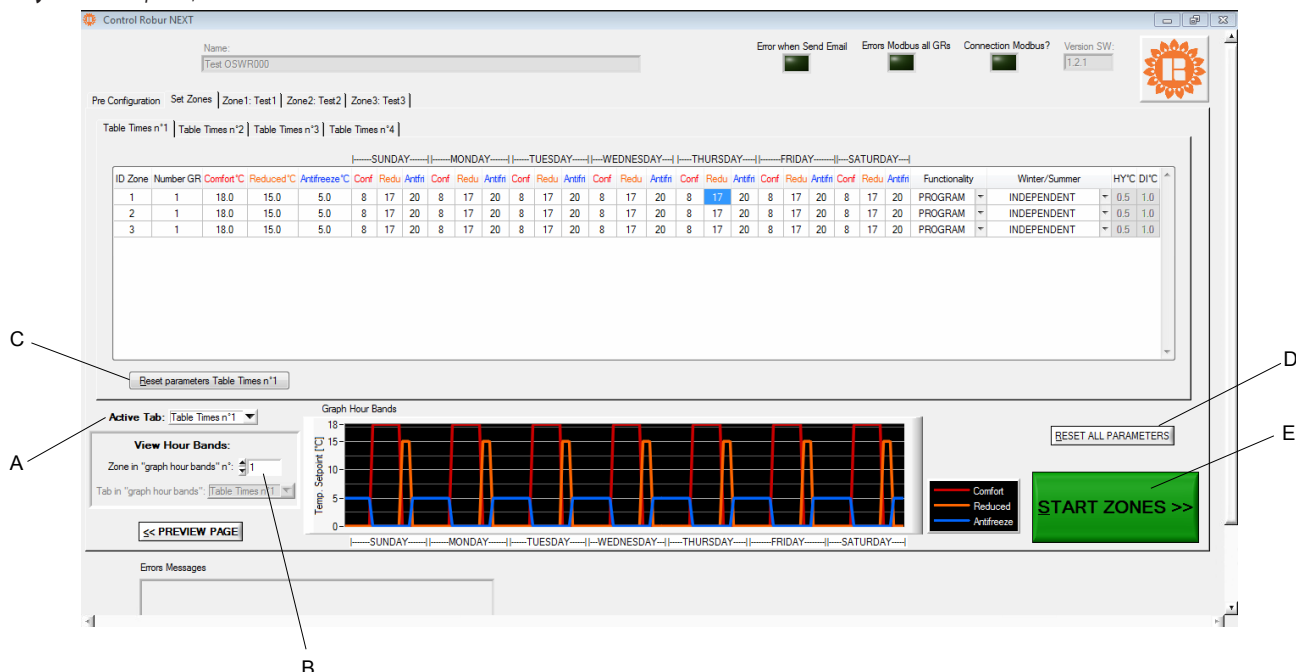 Control Robur NEXT
Name:
Test OSWR000
Error when Send Email Errors Modbus all GRs Connection Modbus? Version SW:
1.2.1
Pre Configuration Set Zones Zone1: Test1 Zone2: Test2 Zone3: Test3
Table Times n°1 Table Times n°2 Table Times n°3 Table Times n°4
|------SUNDAY------||------MONDAY------||------TUESDAY------||----WEDNESDAY---||-----THURSDAY-----||-------FRIDAY-------||----SATURDAY----|
ID Zone Number GR Comfort°C Reduced°C Antifreeze°C Conf Redu Antifri Conf Redu Antifri Conf Redu Antifri Conf Redu Antifri Conf Redu Antifri Conf Redu Antifri Conf Redu Antifri Functionality Winter/Summer HY°C DI°C
1 1 18.0 15.0 5.0 8 17 20 8 17 20 8 17 20 8 17 20 8 17 20 8 17 20 8 17 20 PROGRAM INDEPENDENT 0.5 1.0
2 1 18.0 15.0 5.0 8 17 20 8 17 20 8 17 20 8 17 20 8 17 20 8 17 20 8 17 20 PROGRAM INDEPENDENT 0.5 1.0
3 1 18.0 15.0 5.0 8 17 20 8 17 20 8 17 20 8 17 20 8 17 20 8 17 20 8 17 20 PROGRAM INDEPENDENT 0.5 1.0
C
Reset parameters Table Times n°1
D
Active Tab: Table Times n°1
A
View Hour Bands:
Zone in "graph hour bands" n°: 1
Tab in "graph hour bands": Table Times n°1
<< PREVIEW PAGE
Graph Hour Bands
Temp. Setpoint [°C]
18
15
10
5
0
|------SUNDAY------||------MONDAY------||------TUESDAY------||---WEDNESDAY---||-----THURSDAY-----||-------FRIDAY-------||-----SATURDAY-----|
Comfort
Reduced
Antifreeze
RESET ALL PARAMETERS
E
START ZONES >>
Errors Messages
B